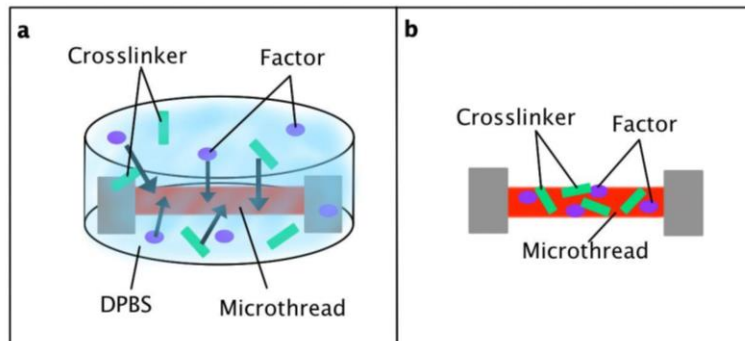 a
Crosslinker
Factor
DPBS
Microthread
b
Crosslinker
Factor
Microthread